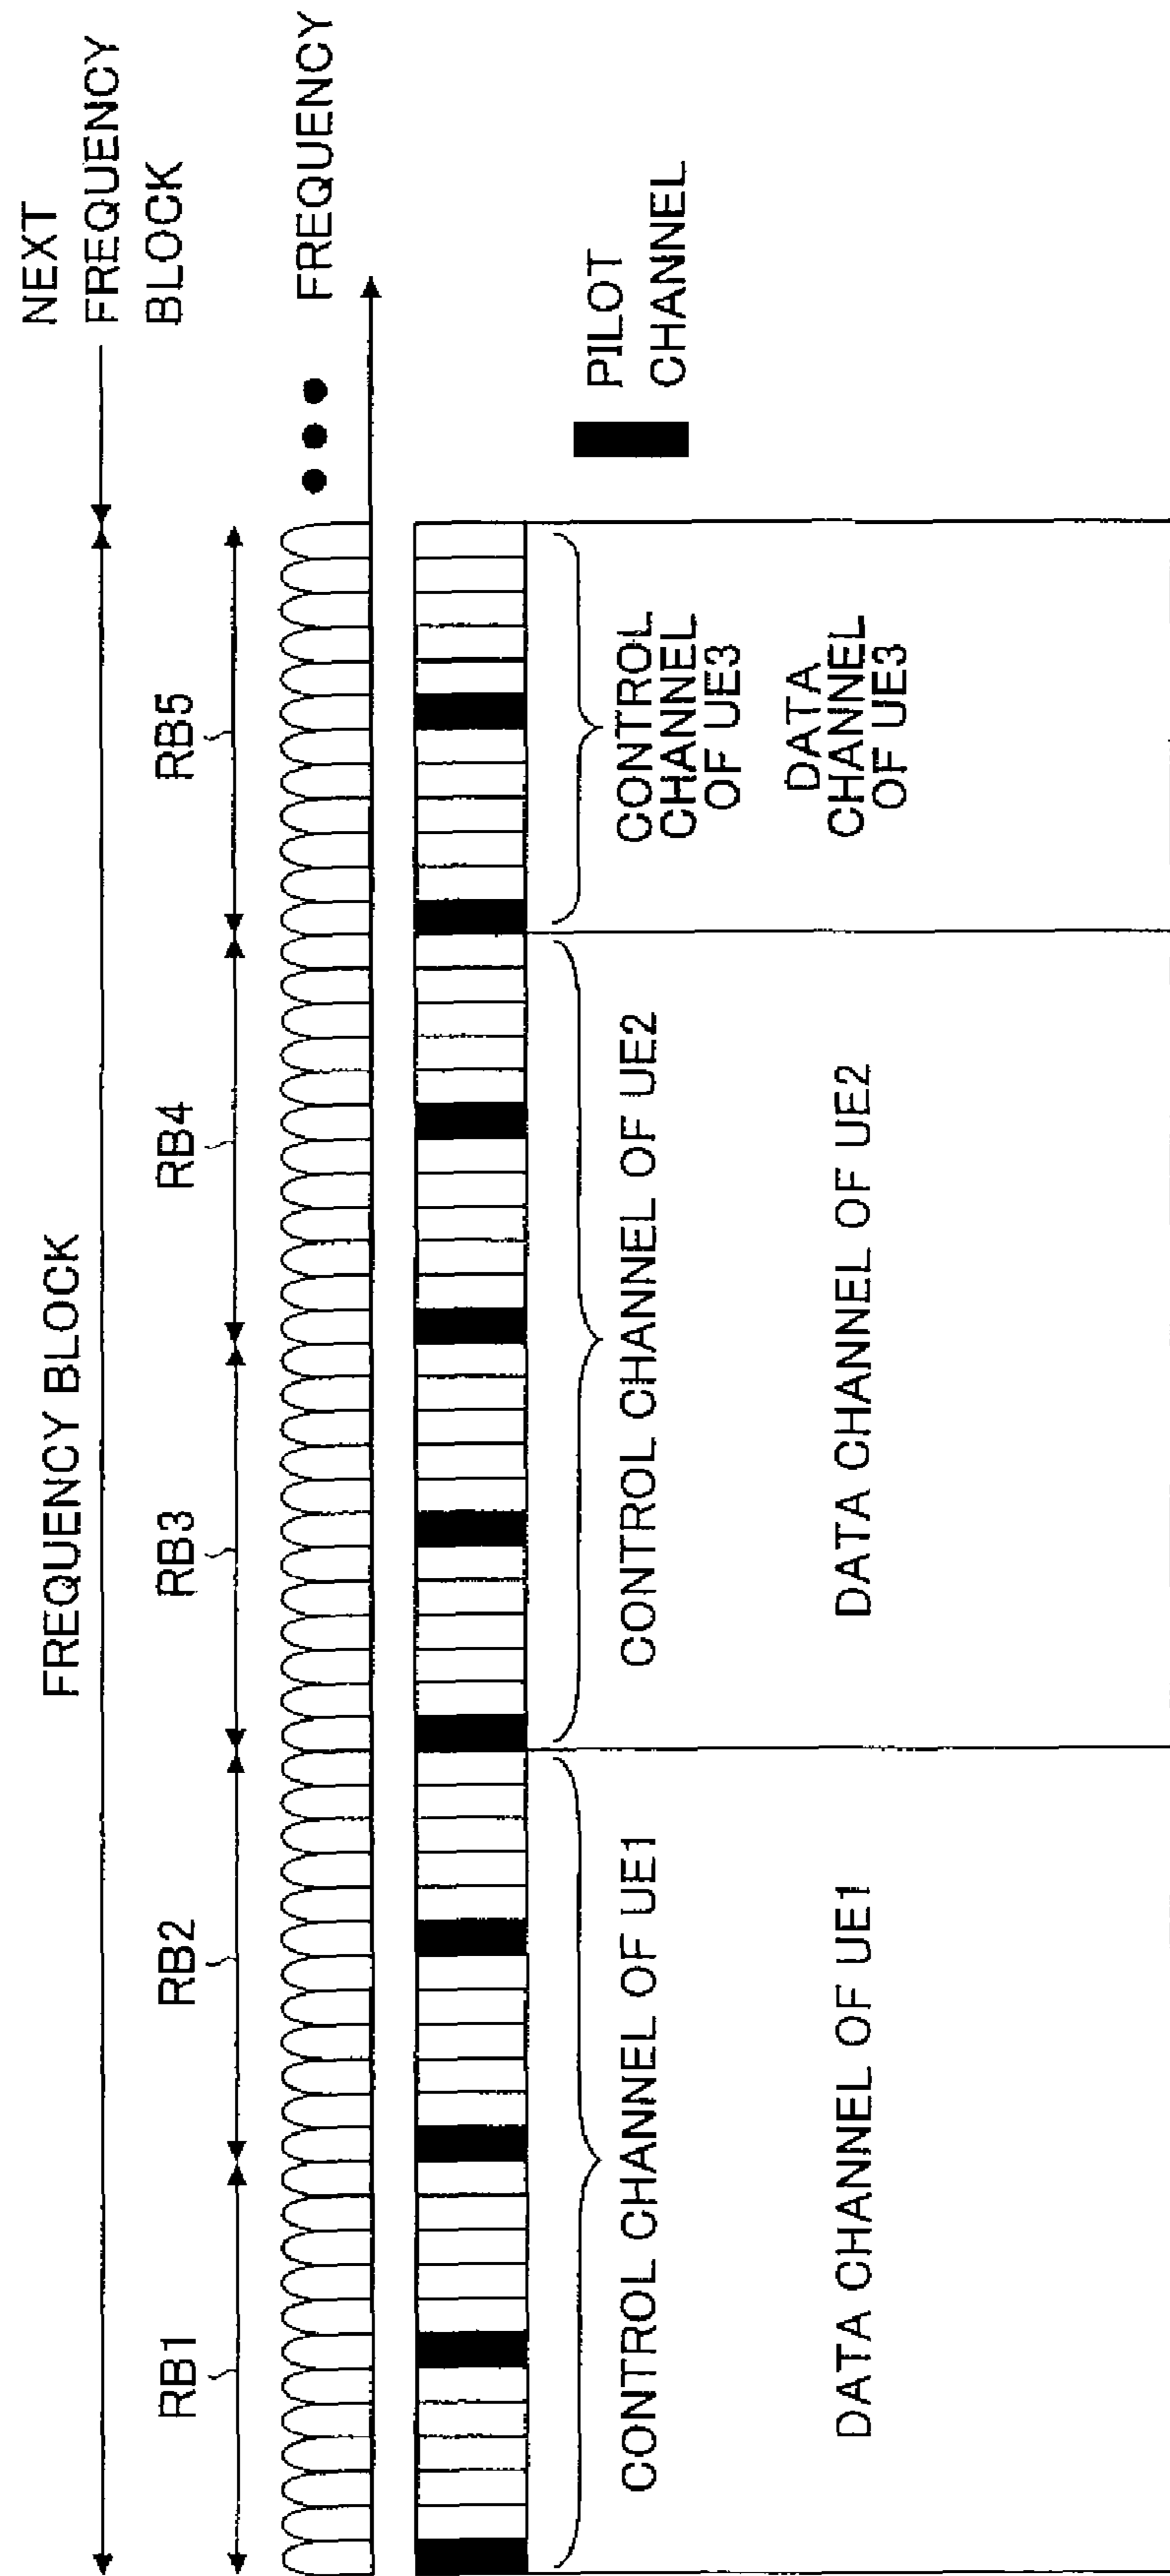 FREQUENCY BLOCK
NEXT
FREQUENCY
BLOCK
RB1
RB2
RB3
RB4
RB5
FREQUENCY
CONTROL CHANNEL OF UE1
CONTROL CHANNEL OF UE2
CONTROL
CHANNEL
OF UE3
PILOT
CHANNEL
DATA CHANNEL OF UE1
DATA CHANNEL OF UE2
DATA
CHANNEL
OF UE3